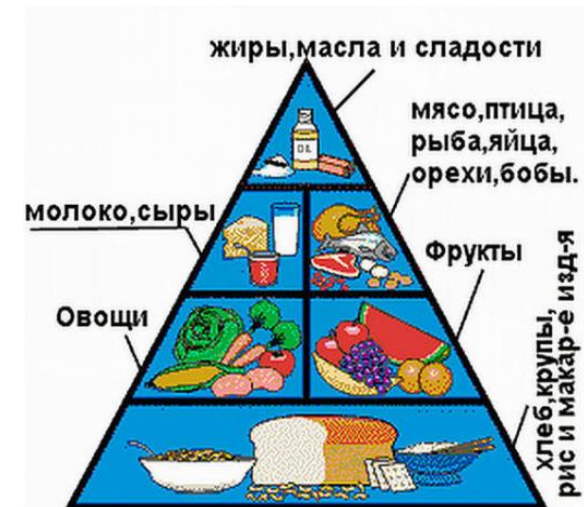 жиры,масла и сладости
мясо,птица,
рыба,яйца,
орехи,бобы.
молоко,сыры
Фрукты
Овощи
хлеб,крупы,
рис и макар-е изд-я
OIL